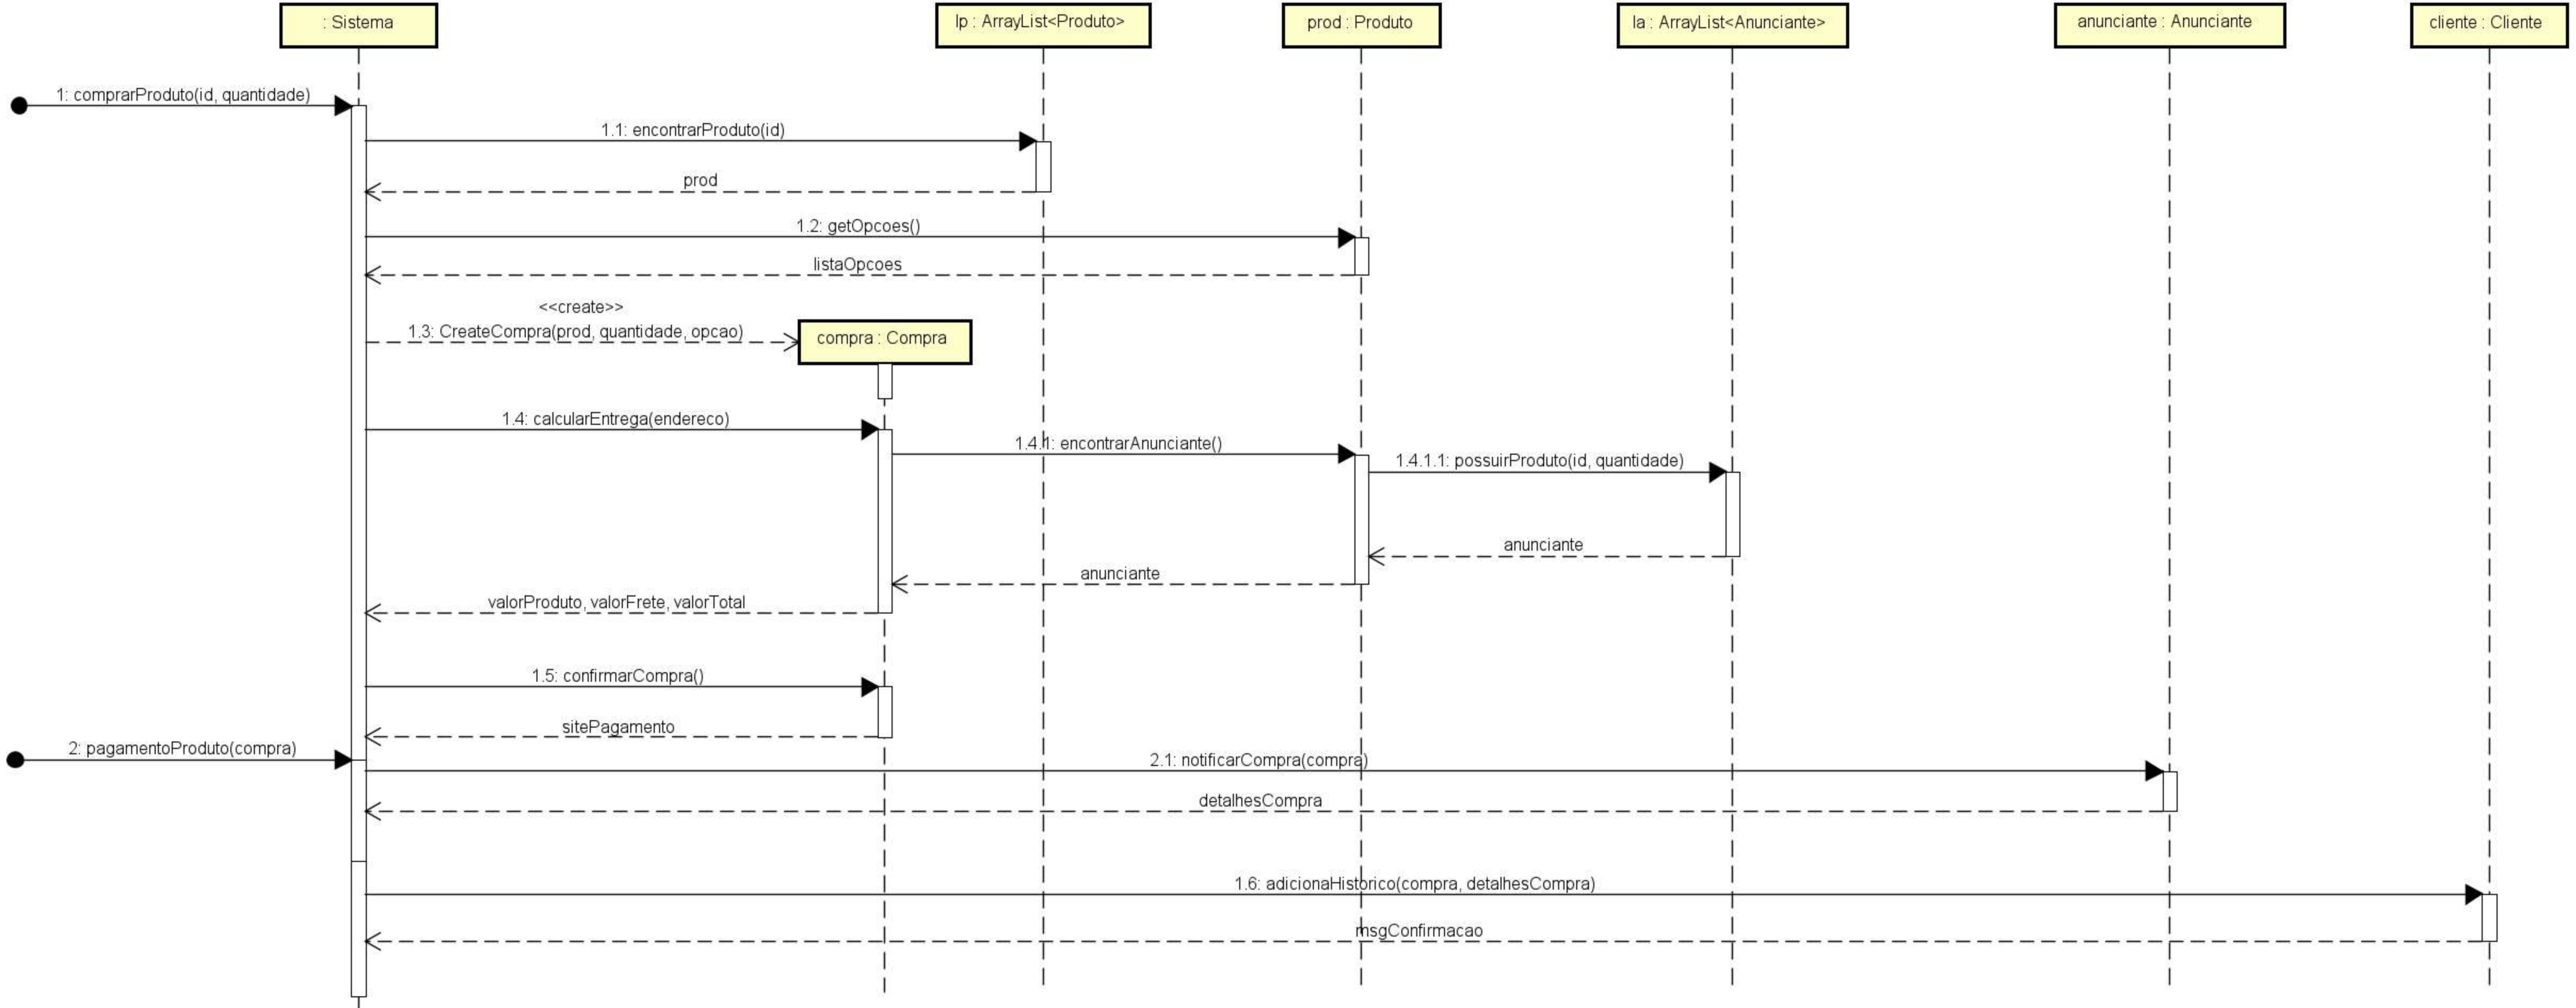 : Sistema
lp : ArrayList<Produto>
prod : Produto
la : ArrayList<Anunciante>
anunciante : Anunciante
cliente : Cliente
1: comprarProduto(id, quantidade)
1.1: encontrarProduto(id)
prod
1.2: getOpcoes()
listaOpcoes
<<create>>
1.3: CreateCompra(prod, quantidade, opcao)
compra : Compra
1.4: calcularEntrega(endereco)
1.4.1: encontrarAnunciante()
1.4.1.1: possuirProduto(id, quantidade)
anunciante
anunciante
valorProduto, valorFrete, valorTotal
1.5: confirmarCompra()
sitePagamento
2: pagamentoProduto(compra)
2.1: notificarCompra(compra)
detalhesCompra
1.6: adicionaHistorico(compra, detalhesCompra)
msgConfirmacao